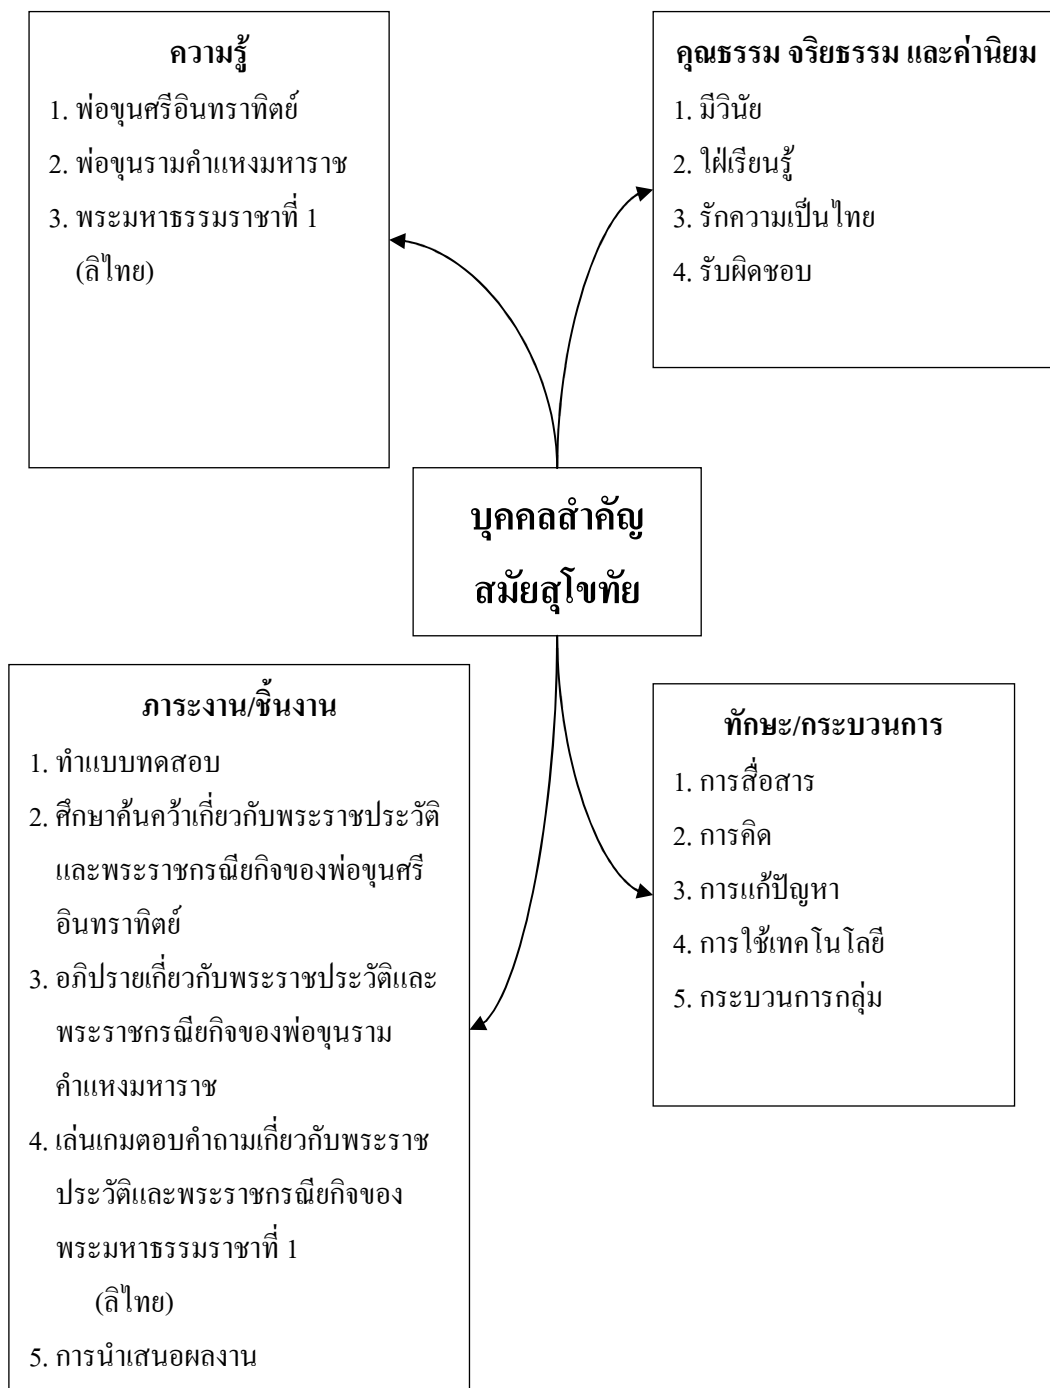 ความรู้
1. พ่อขุนศรีอินทราทิตย์
2. พ่อขุนรามคำแหงมหาราช
3. พระมหาธรรมราชาที่ 1
(ลิไทย)
คุณธรรม จริยธรรม และค่านิยม
1. มีวินัย
2. ใฝ่เรียนรู้
3. รักความเป็นไทย
4. รับผิดชอบ
บุคคลสำคัญ
สมัยสุโขทัย
ภาระงาน/ชิ้นงาน
1. ทำแบบทดสอบ
2. ศึกษาค้นคว้าเกี่ยวกับพระราชประวัติ
และพระราชกรณียกิจของพ่อขุนศรี
อินทราทิตย์
3. อภิปรายเกี่ยวกับพระราชประวัติและ
พระราชกรณียกิจของพ่อขุนราม
คำแหงมหาราช
4. เล่นเกมตอบคำถามเกี่ยวกับพระราช
ประวัติและพระราชกรณียกิจของ
พระมหาธรรมราชาที่ 1
(ลิไทย)
5. การนำเสนอผลงาน
ทักษะ/กระบวนการ
1. การสื่อสาร
2. การคิด
3. การแก้ปัญหา
4. การใช้เทคโนโลยี
5. กระบวนการกลุ่ม